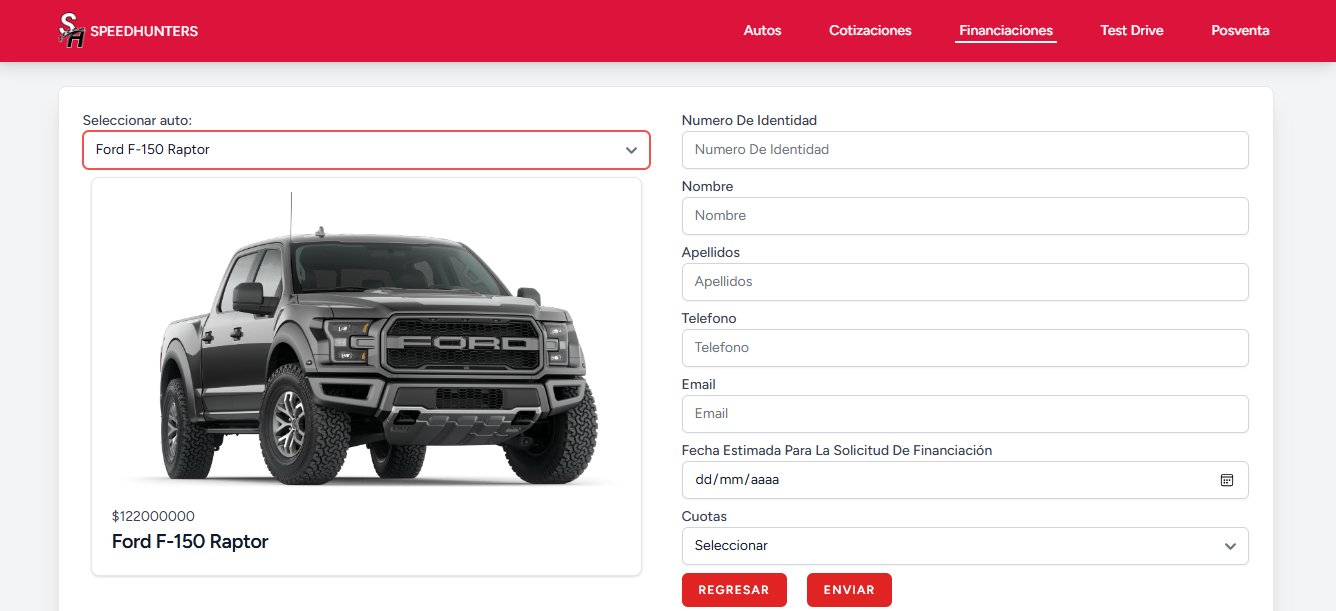 SH SPEEDHUNTERS
Autos Cotizaciones Financiaciones Test Drive Posventa
Seleccionar auto:
Ford F-150 Raptor
FORD
$122000000
Ford F-150 Raptor
Numero De Identidad
Numero De Identidad
Nombre
Nombre
Apellidos
Apellidos
Telefono
Telefono
Email
Email
Fecha Estimada Para La Solicitud De Financiación
dd/mm/aaaa
Cuotas
Seleccionar
REGRESAR ENVIAR